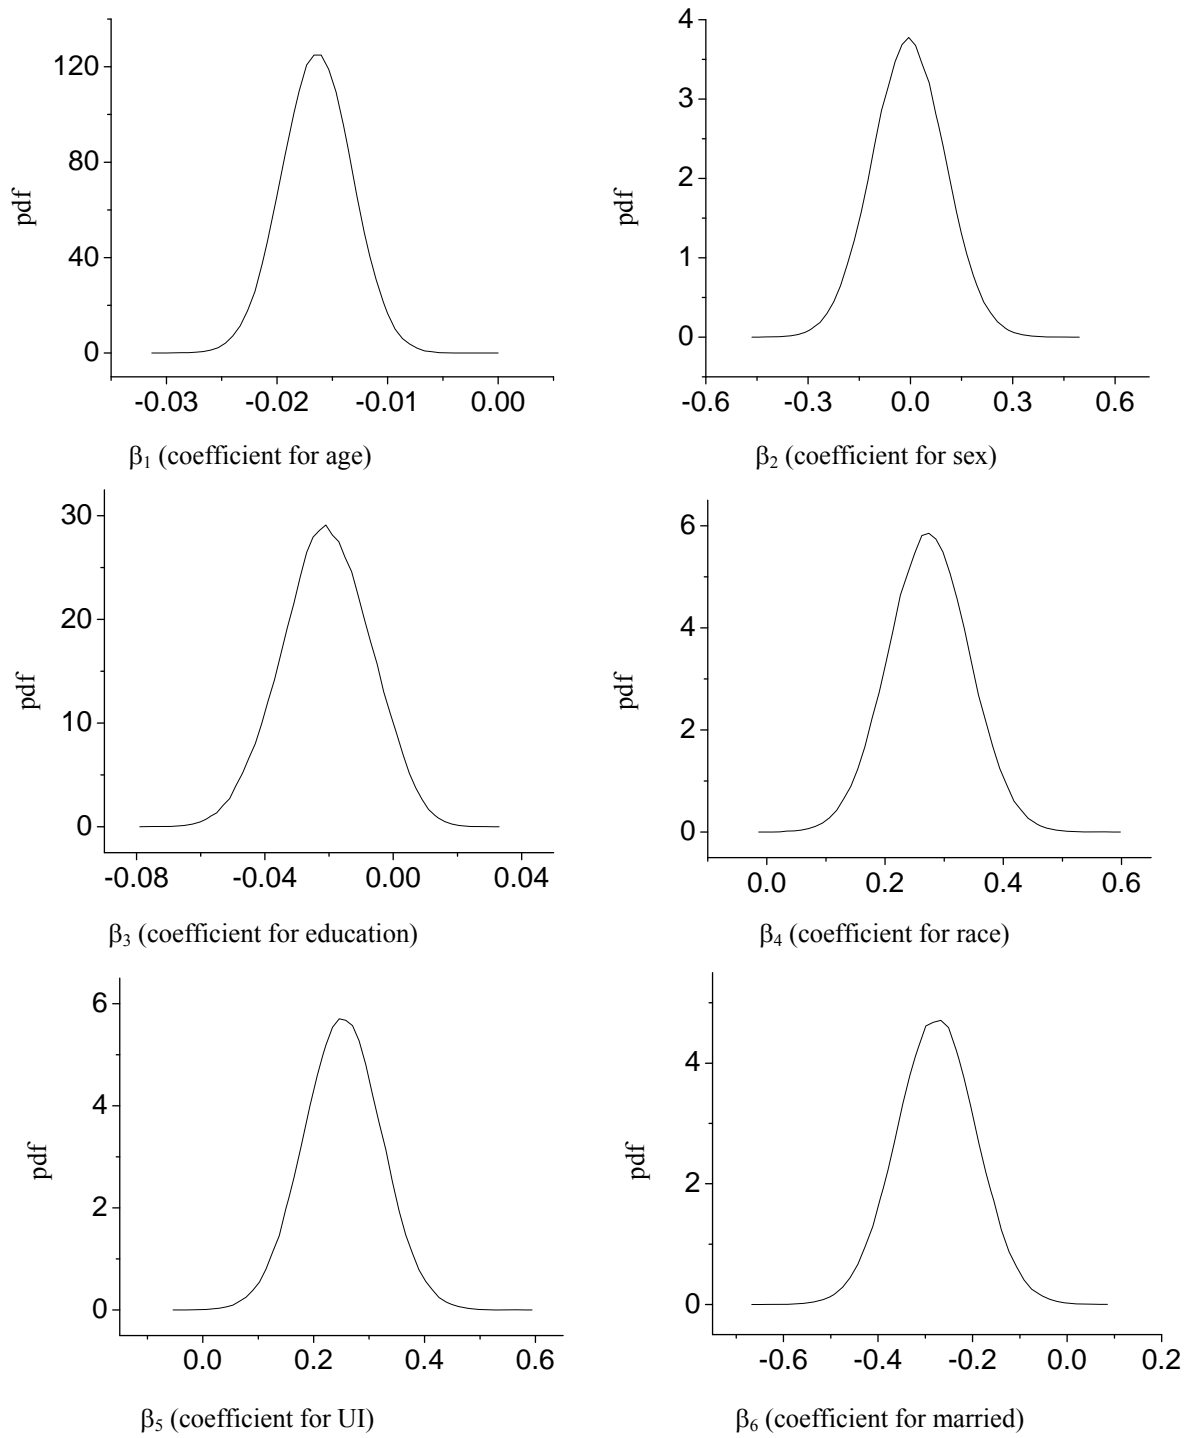 120
80
40
0
pdf
-0.03 -0.02 -0.01 0.00
β₁ (coefficient for age)
4
3
2
1
0
pdf
-0.6 -0.3 0.0 0.3 0.6
β₂ (coefficient for sex)
30
20
10
0
pdf
-0.08 -0.04 0.00 0.04
β₃ (coefficient for education)
6
4
2
0
pdf
0.0 0.2 0.4 0.6
β₄ (coefficient for race)
6
4
2
0
pdf
0.0 0.2 0.4 0.6
β₅ (coefficient for UI)
4
2
0
pdf
-0.6 -0.4 -0.2 0.0 0.2
β₆ (coefficient for married)